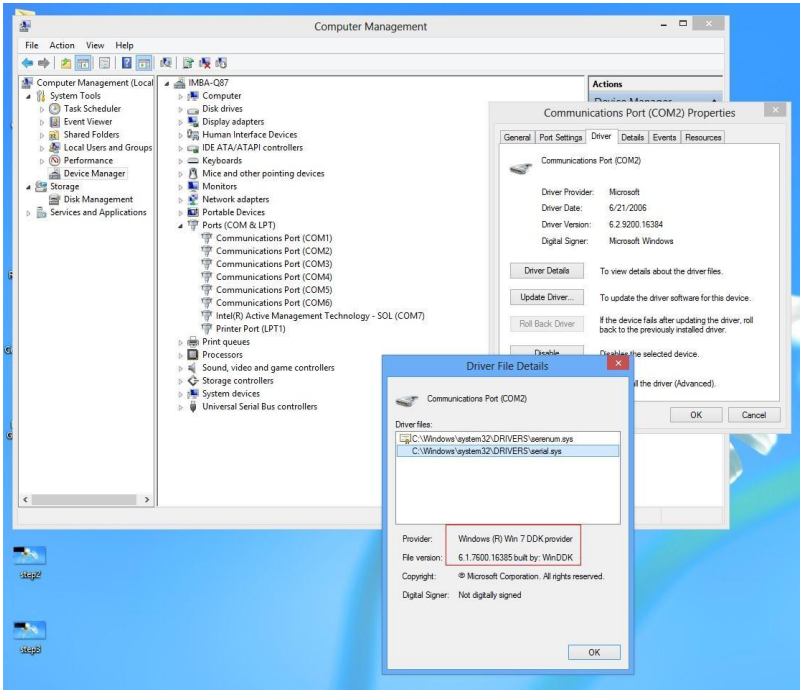 Computer Management
File Action View Help
Computer Management (Local
System Tools
Task Scheduler
Event Viewer
Shared Folders
Local Users and Groups
Performance
Device Manager
Storage
Disk Management
Services and Applications
IMBA-Q87
Computer
Disk drives
Display adapters
Human Interface Devices
IDE ATA/ATAPI controllers
Keyboards
Mice and other pointing devices
Monitors
Network adapters
Portable Devices
Ports (COM & LPT)
Communications Port (COM1)
Communications Port (COM2)
Communications Port (COM3)
Communications Port (COM4)
Communications Port (COM5)
Communications Port (COM6)
Intel(R) Active Management Technology - SOL (COM7)
Printer Port (LPT1)
Print queues
Processors
Sound, video and game controllers
Storage controllers
System devices
Universal Serial Bus controllers
Actions
Device Manager
Communications Port (COM2) Properties
General Port Settings Driver Details Events Resources
Communications Port (COM2)
Driver Provider: Microsoft
Driver Date: 6/21/2006
Driver Version: 6.2.9200.16384
Digital Signer: Microsoft Windows
Driver Details To view details about the driver files.
Update Driver... To update the driver software for this device.
Roll Back Driver If the device fails after updating the driver, roll
back to the previously installed driver.
Disable Disables the selected device.
the driver (Advanced).
OK Cancel
Driver File Details
Communications Port (COM2)
Driver files:
C:\Windows\system32\DRIVERS\serenum.sys
C:\Windows\system32\DRIVERS\serial.sys
Provider: Windows (R) Win 7 DDK provider
File version: 6.1.7600.16385 built by: WinDDK
Copyright: © Microsoft Corporation. All rights reserved.
Digital Signer: Not digitally signed
OK
step2
step3